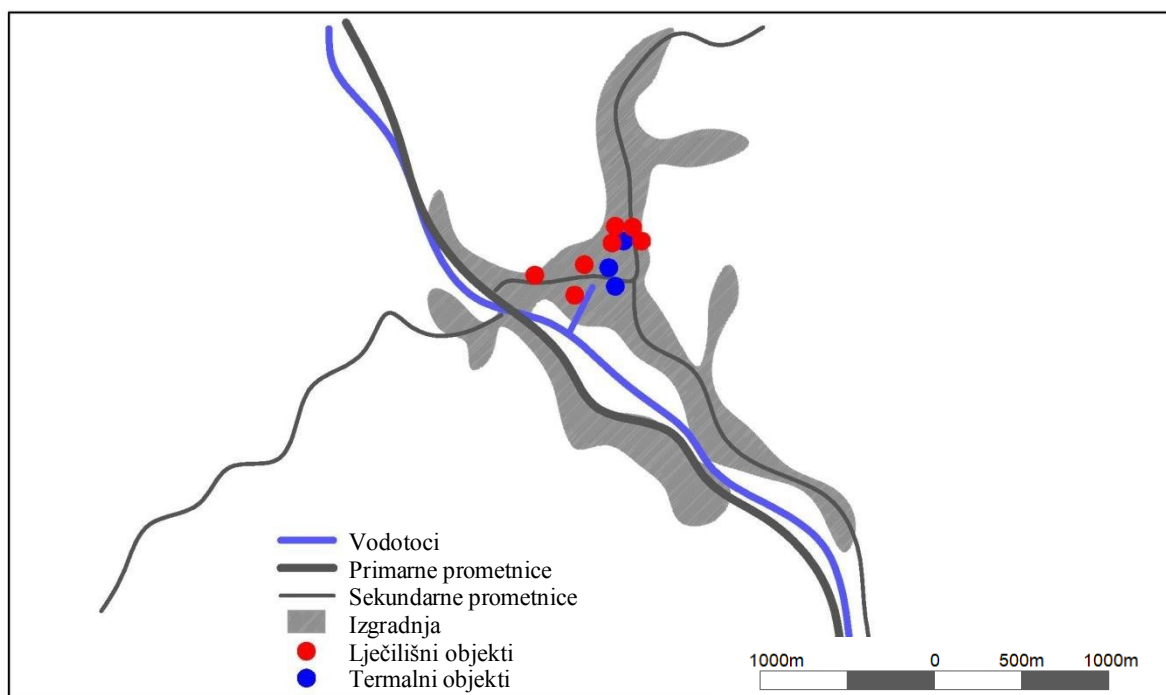 Vodotoci
Primarne prometnice
Sekundarne prometnice
Izgradnja
Lječilišni objekti
Termalni objekti
1000m 0 500m 1000m